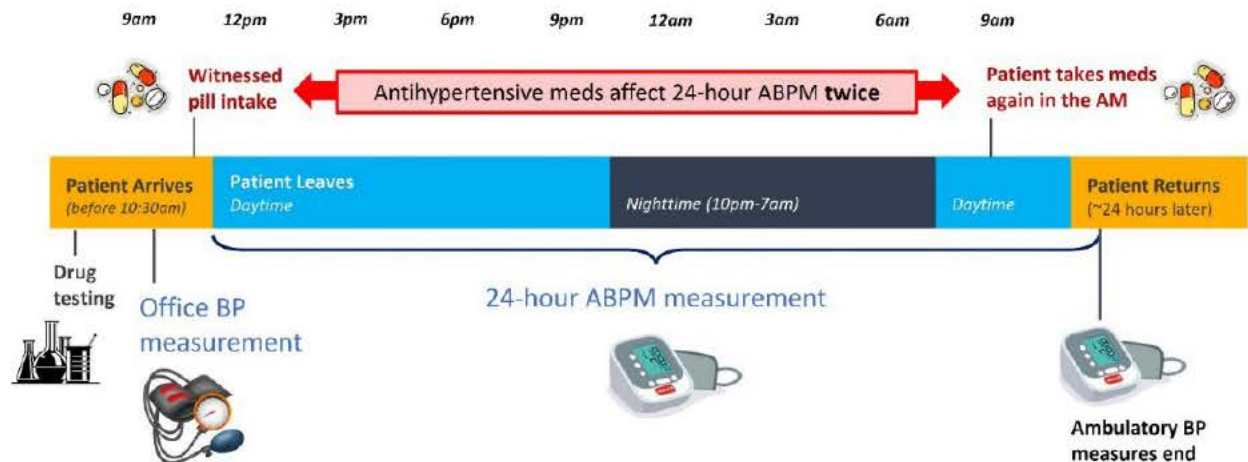 9am 12pm 3pm 6pm 9pm 12am 3am 6am 9am
Witnessed
pill intake
Antihypertensive meds affect 24-hour ABPM twice
Patient takes meds
again in the AM
Patient Arrives
(before 10:30am)
Patient Leaves
Daytime
Nighttime (10pm-7am)
Daytime
Patient Returns
(~24 hours later)
Drug
testing
Office BP
measurement
24-hour ABPM measurement
Ambulatory BP
measures end